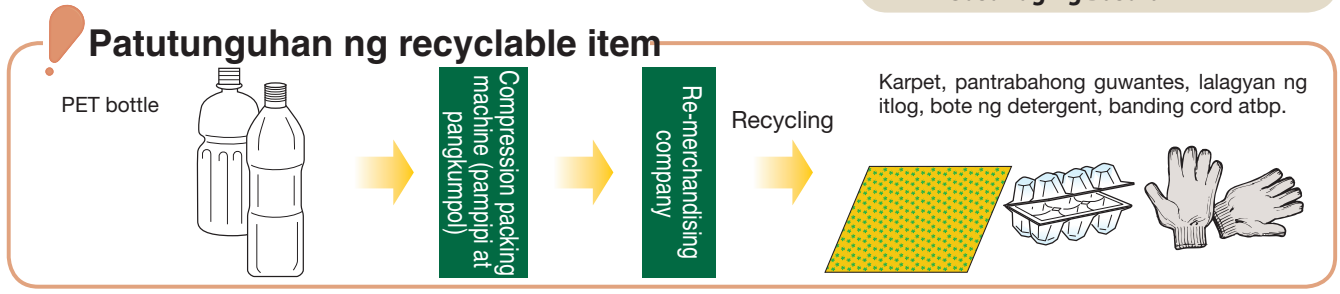 Patutunguhan ng recyclable item
PET bottle
Compression packing
machine (pampipi at
pangkumpol)
Re-merchandising
company
Recycling
Karpet, pantrabahong guwantes, lalagyan ng
itlog, bote ng detergent, banding cord atbp.